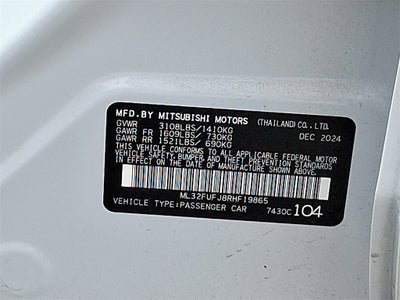 MFD.BY MITSUBISHI MOTORS (THAILAND)CO.,LTD.
GVWR 3108LBS/1410KG DEC 2024
GAWR FR 1609LBS/ 730KG
GAWR RR 1521LBS/ 690KG
THIS VEHICLE CONFORMS TO ALL APPLICABLE FEDERAL MOTOR
VEHICLE SAFETY, BUMPER, AND THEFT PREVENTION STANDARDS
IN EFFECT ON THE DATE OF MANUFACTURE SHOWN ABOVE.
ML32FUFJ8RHF19865
VEHICLE TYPE:PASSENGER CAR 7430C 104